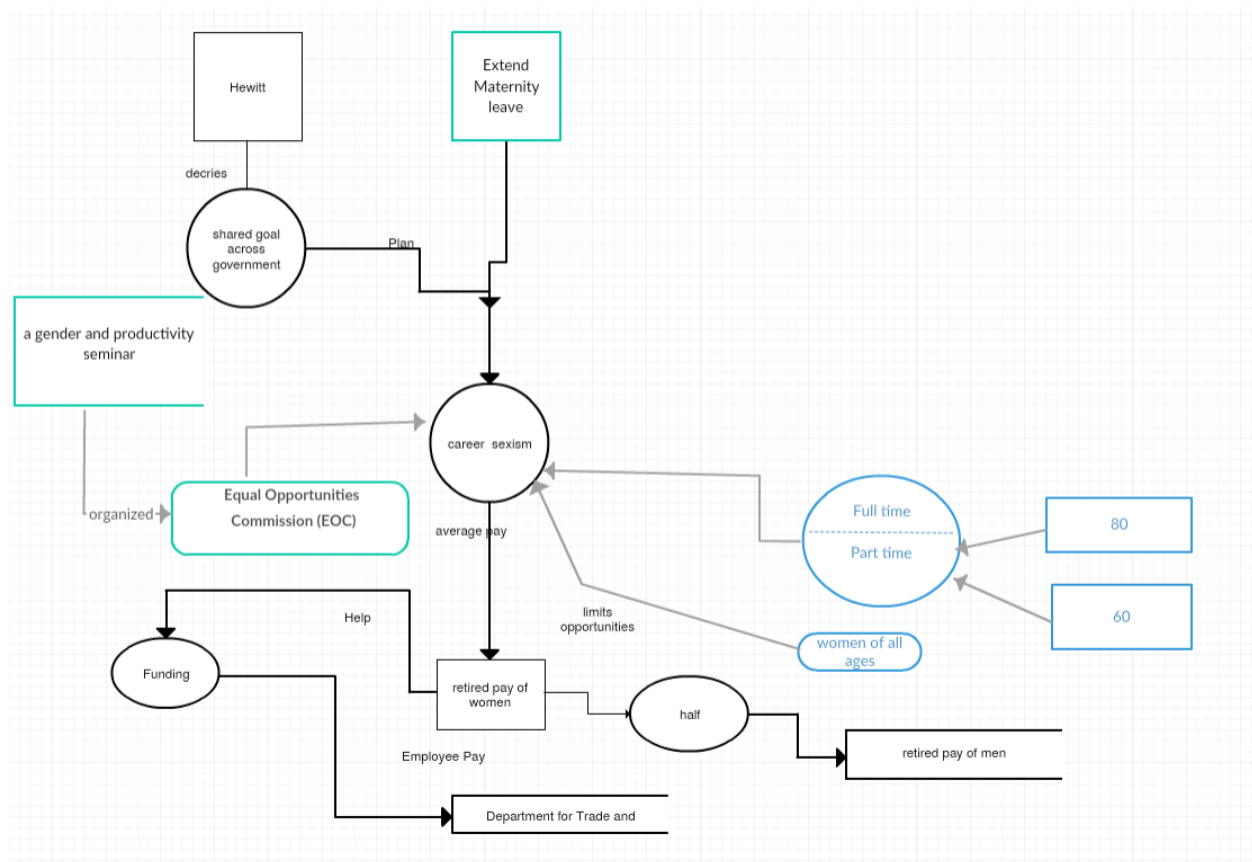 Hewitt
Extend
Maternity
leave
decries
shared goal
across
government
Plan
a gender and productivity
seminar
career sexism
Equal Opportunities
Commission (EOC)
organized
average pay
Full time
Part time
80
60
limits
opportunities
women of all
ages
Help
Funding
retired pay of
women
half
retired pay of men
Employee Pay
Department for Trade and